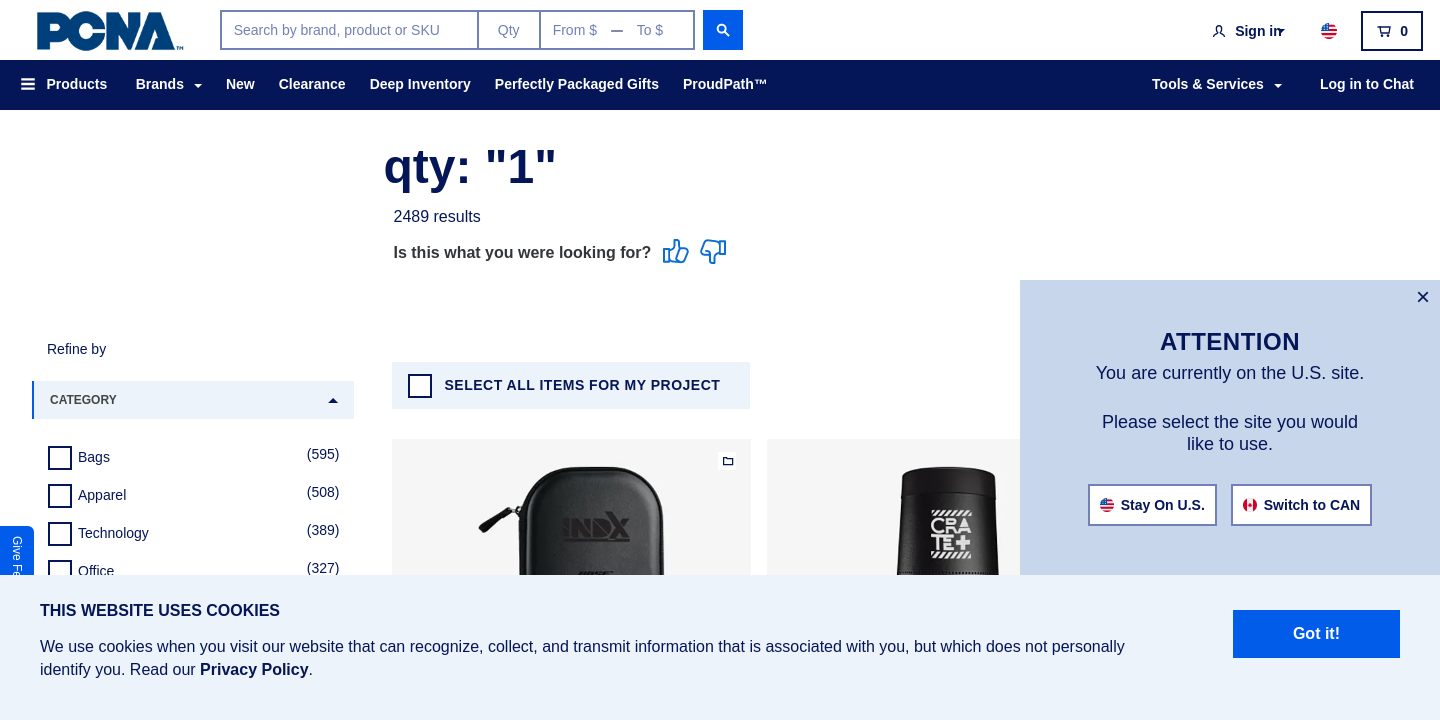 PCNA™
Search by brand, product or SKU
Qty
From $ — To $
Sign in
0
Products
Brands
New
Clearance
Deep Inventory
Perfectly Packaged Gifts
ProudPath™
Tools & Services
Log in to Chat
qty: "1"
2489 results
Is this what you were looking for?
×
ATTENTION
You are currently on the U.S. site.
Please select the site you would
like to use.
Stay On U.S.
Switch to CAN
Refine by
SELECT ALL ITEMS FOR MY PROJECT
CATEGORY
Bags (595)
Apparel (508)
Technology (389)
Office (327)
INDX
CRATE+
Give Fe
THIS WEBSITE USES COOKIES
We use cookies when you visit our website that can recognize, collect, and transmit information that is associated with you, but which does not personally
identify you. Read our Privacy Policy.
Got it!